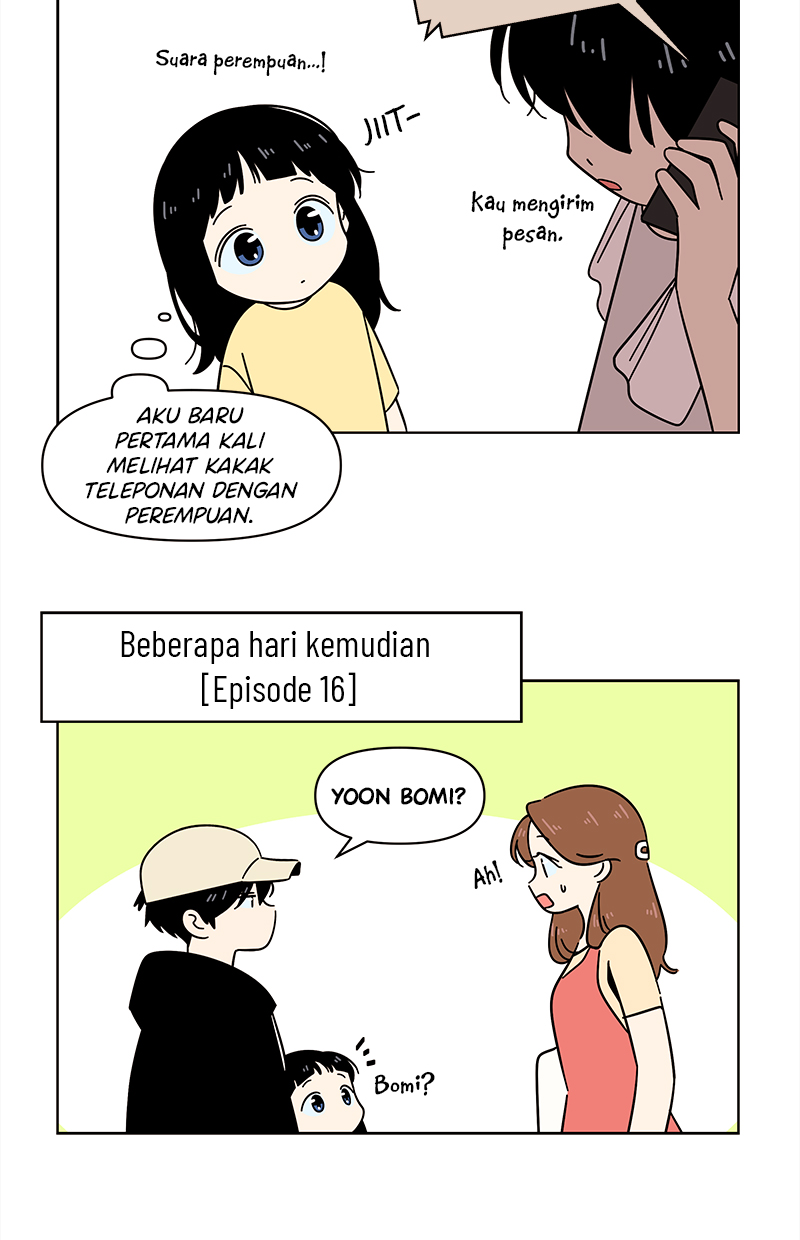 Suara perempuan...!
JIIT-
Kau mengirim
pesan.
AKU BARU
PERTAMA KALI
MELIHAT KAKAK
TELEPONAN DENGAN
PEREMPUAN.
Beberapa hari kemudian
[Episode 16]
YOON BOMI?
Ah!
Bomi?